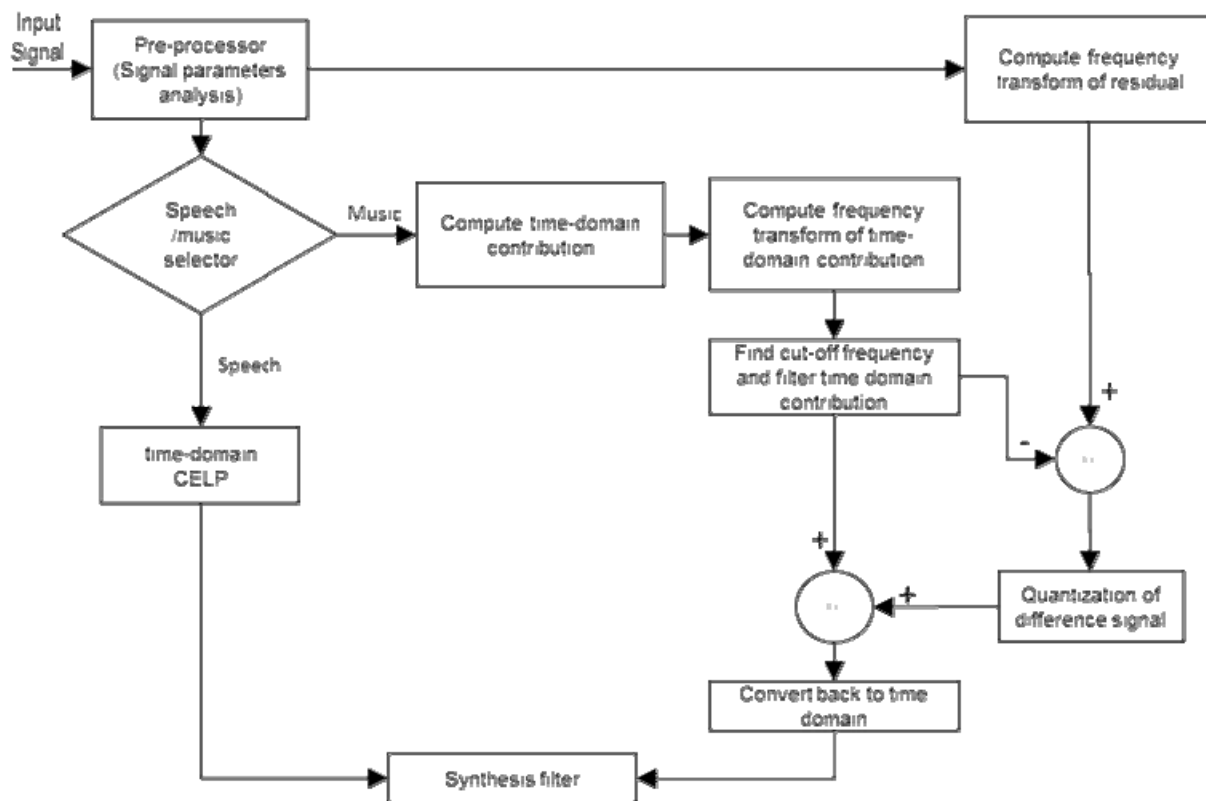 Input
Signal
Pre-processor
(Signal parameters
analysis)
Compute frequency
transform of residual
Speech
/music
selector
Music
Compute time-domain
contribution
Compute frequency
transform of time-
domain contribution
Speech
Find cut-off frequency
and filter time domain
contribution
+
-
time-domain
CELP
+
+
Quantization of
difference signal
Convert back to time
domain
Synthesis filter